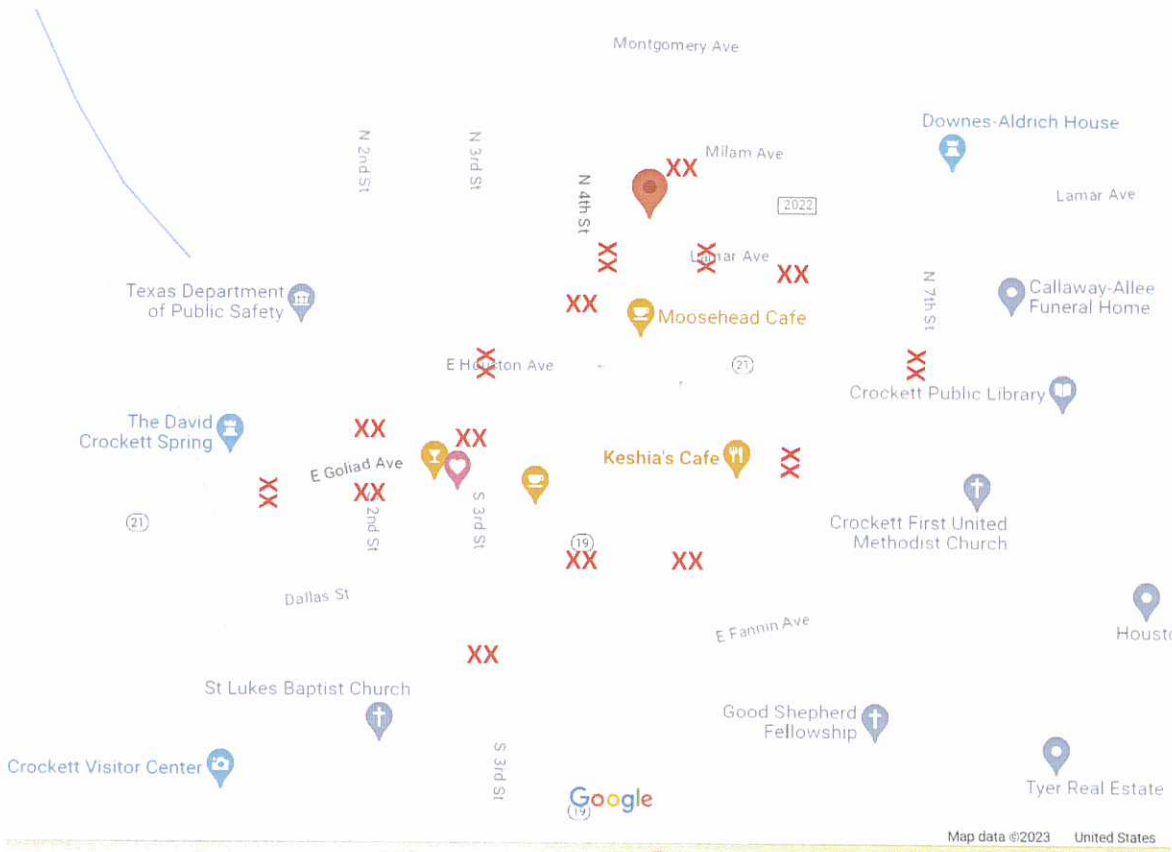 Montgomery Ave
Downes-Aldrich House
N 2nd St
N 3rd St
Milam Ave
XX
N 4th St
2022
Lamar Ave
XX
XX
Lamar Ave
XX
Texas Department
of Public Safety
XX
Moosehead Cafe
N 7th St
Callaway-Allee
Funeral Home
E Houston Ave
XX
21
XX
Crockett Public Library
The David
Crockett Spring
XX
XX
E Goliad Ave
Keshia's Cafe
XX
XX
XX
21
2nd St
S 3rd St
19
Crockett First United
Methodist Church
XX
XX
Dallas St
E Fannin Ave
Housto
XX
St Lukes Baptist Church
Good Shepherd
Fellowship
Crockett Visitor Center
S 3rd St
Google
19
Tyer Real Estate
Map data ©2023 United States